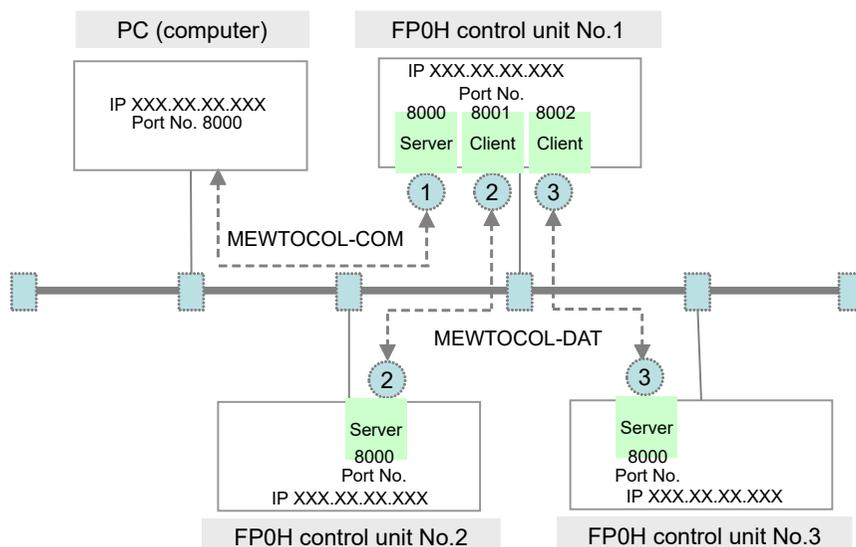 PC (computer)
FP0H control unit No.1
IP XXX.XX.XX.XXX
Port No. 8000
IP XXX.XX.XX.XXX
Port No.
8000 8001 8002
Server Client Client
1 2 3
MEWTOCOL-COM
MEWTOCOL-DAT
2
3
Server
8000
Port No.
IP XXX.XX.XX.XXX
Server
8000
Port No.
IP XXX.XX.XX.XXX
FP0H control unit No.2
FP0H control unit No.3